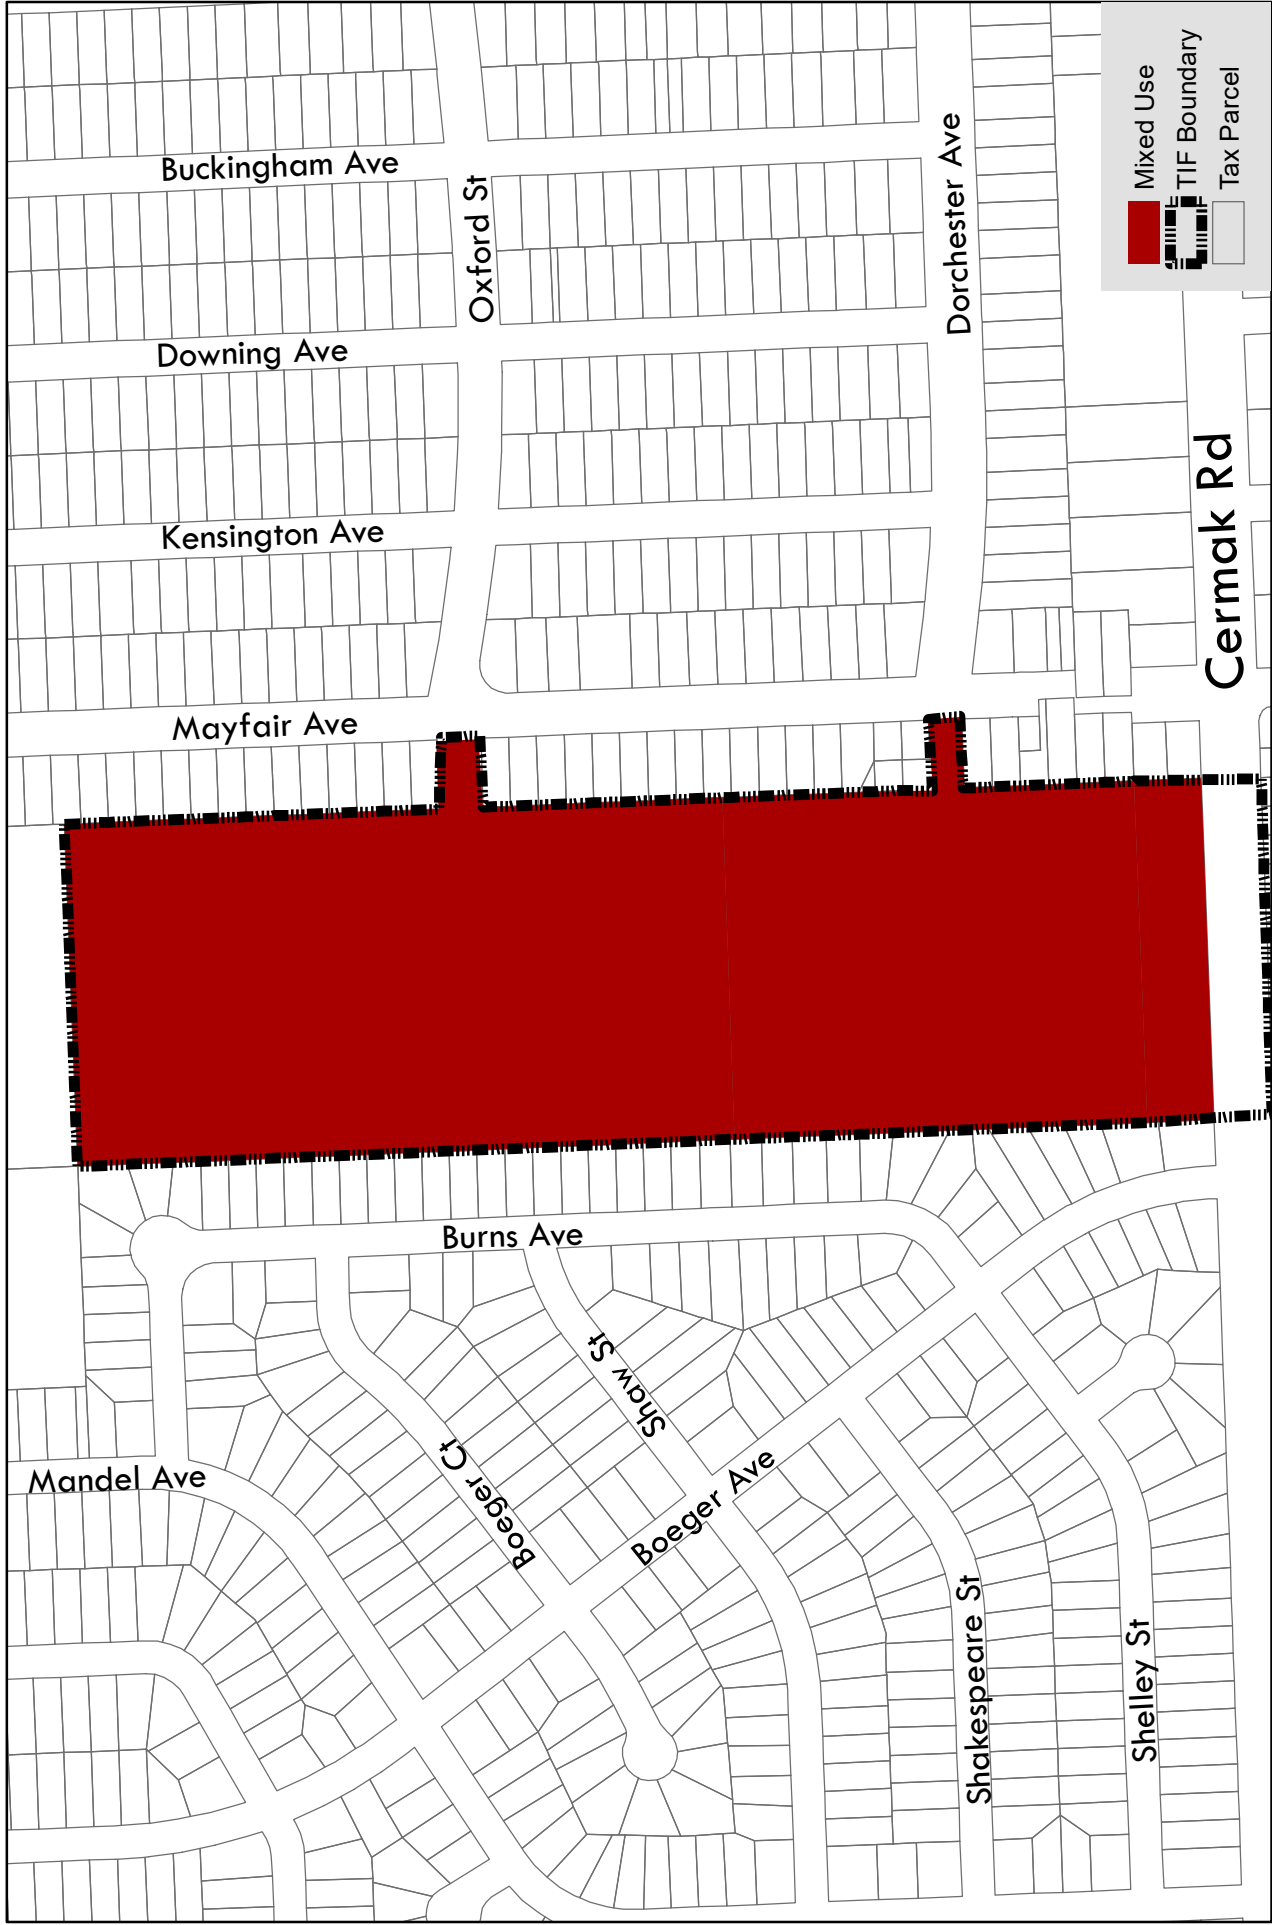 Mixed Use
TIF Boundary
Tax Parcel
Buckingham Ave
Oxford St
Dorchester Ave
Downing Ave
Kensington Ave
Cermak Rd
Mayfair Ave
Burns Ave
Shaw St
Boeger Ct
Mandel Ave
Boeger Ave
Shakespeare St
Shelley St